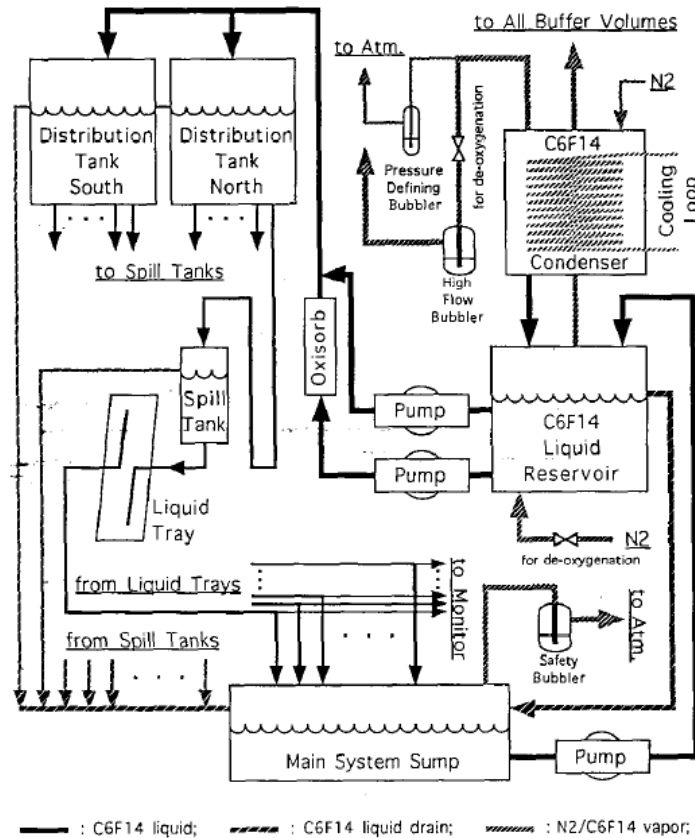 to All Buffer Volumes
to Atm.
N2
Distribution
Tank
South
Distribution
Tank
North
Pressure
Defining
Bubbler
for de-oxygenation
C6F14
Condenser
Cooling
Loop
to Spill Tanks
High
Flow
Bubbler
Oxisorb
Spill
Tank
Pump
Pump
C6F14
Liquid
Reservoir
Liquid
Tray
N2
for de-oxygenation
from Liquid Trays
to Monitor
to Atm.
from Spill Tanks
Safety
Bubbler
Main System Sump
Pump
: C6F14 liquid;
: C6F14 liquid drain;
: N2/C6F14 vapor;